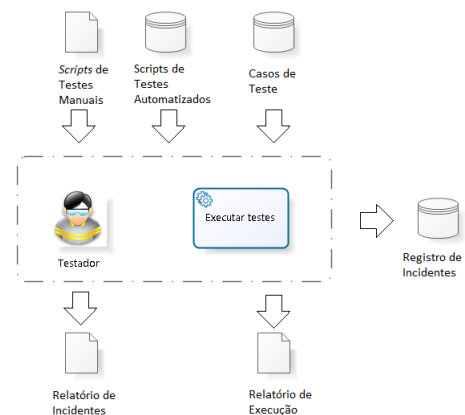 Scripts de
Testes
Manuais
Scripts de
Testes
Automatizados
Casos de
Teste
Testador
Executar testes
Registro de
Incidentes
Relatório de
Incidentes
Relatório de
Execução